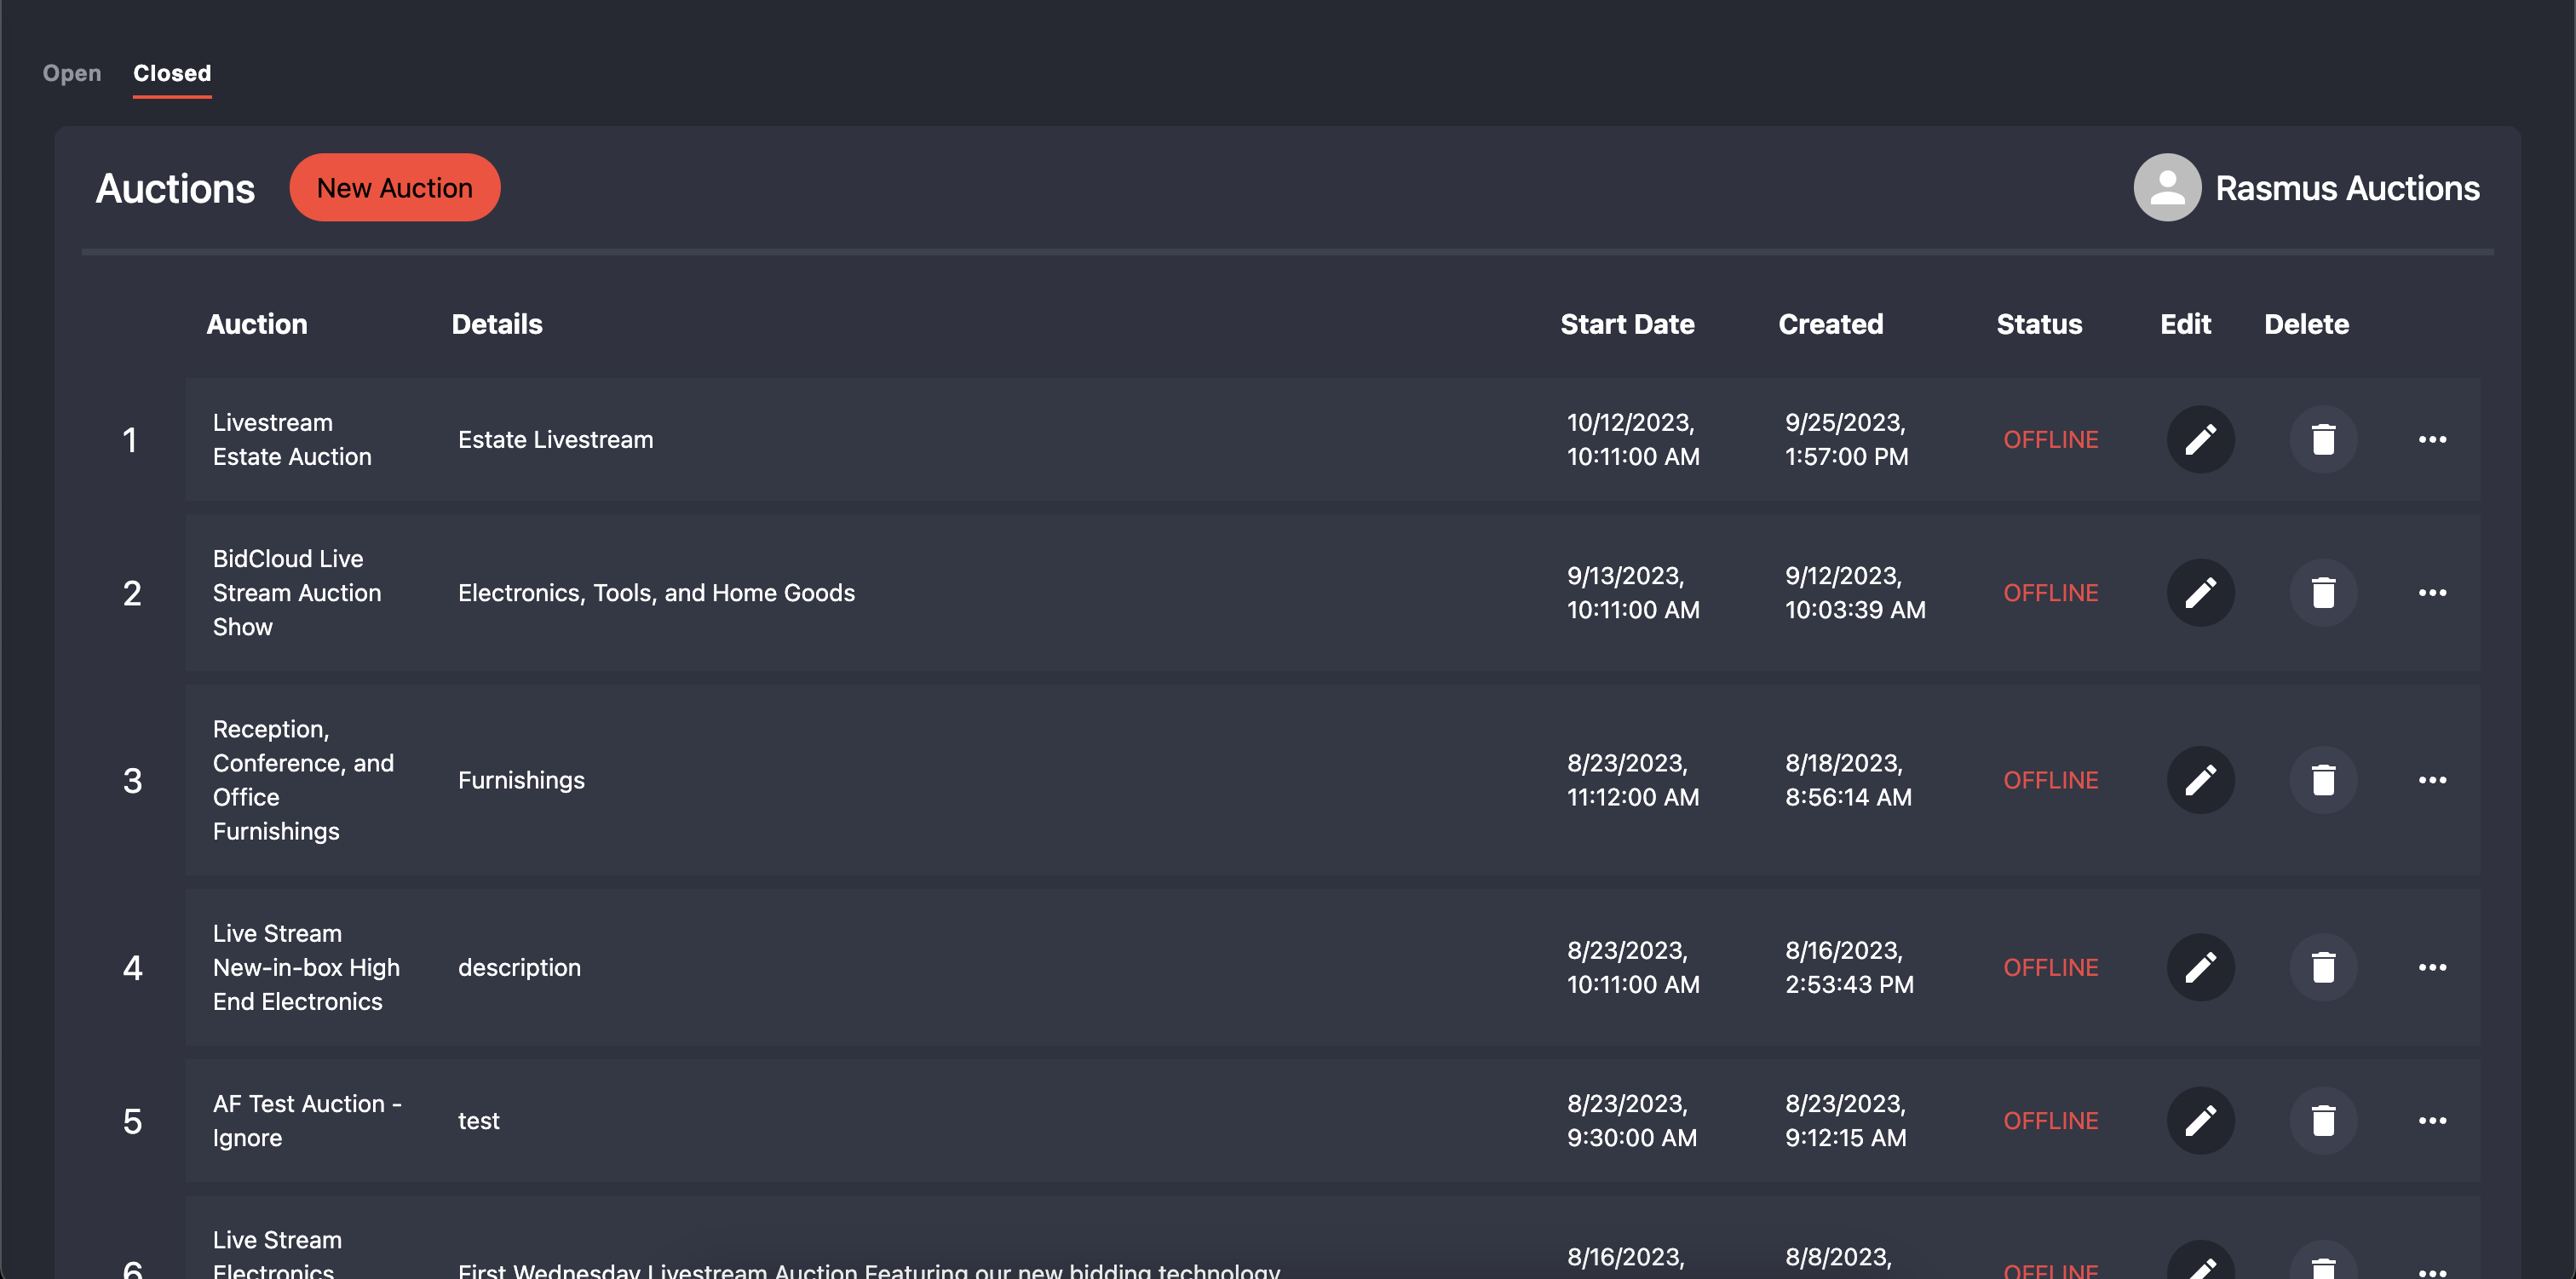 Open Closed
Auctions New Auction Rasmus Auctions
Auction Details Start Date Created Status Edit Delete
1
Livestream
Estate Auction
Estate Livestream
10/12/2023,
10:11:00 AM
9/25/2023,
1:57:00 PM
OFFLINE
2
BidCloud Live
Stream Auction
Show
Electronics, Tools, and Home Goods
9/13/2023,
10:11:00 AM
9/12/2023,
10:03:39 AM
OFFLINE
3
Reception,
Conference, and
Office
Furnishings
Furnishings
8/23/2023,
11:12:00 AM
8/18/2023,
8:56:14 AM
OFFLINE
4
Live Stream
New-in-box High
End Electronics
description
8/23/2023,
10:11:00 AM
8/16/2023,
2:53:43 PM
OFFLINE
5
AF Test Auction -
Ignore
test
8/23/2023,
9:30:00 AM
8/23/2023,
9:12:15 AM
OFFLINE
6
Live Stream
Electronics
First Wednesday Livestream Auction Featuring our new bidding technology
8/16/2023,
8/8/2023,
OFFLINE